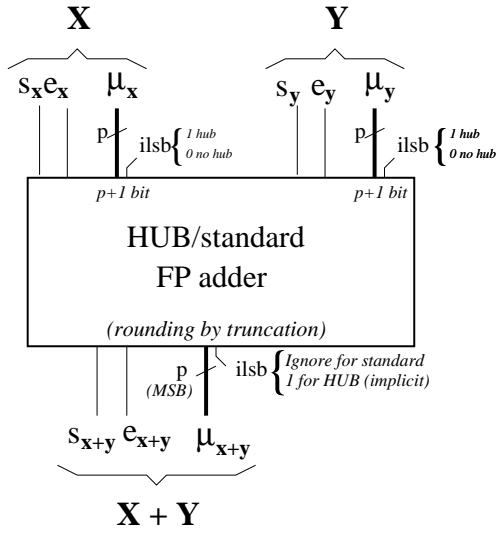 X Y
s_x e_x μ_x s_y e_y μ_y
p ilsb { 1 hub p ilsb { 1 hub
0 no hub 0 no hub
p+1 bit p+1 bit
HUB/standard
FP adder
(rounding by truncation)
p ilsb { Ignore for standard
(MSB) 1 for HUB (implicit)
s_x+y e_x+y μ_x+y
X + Y